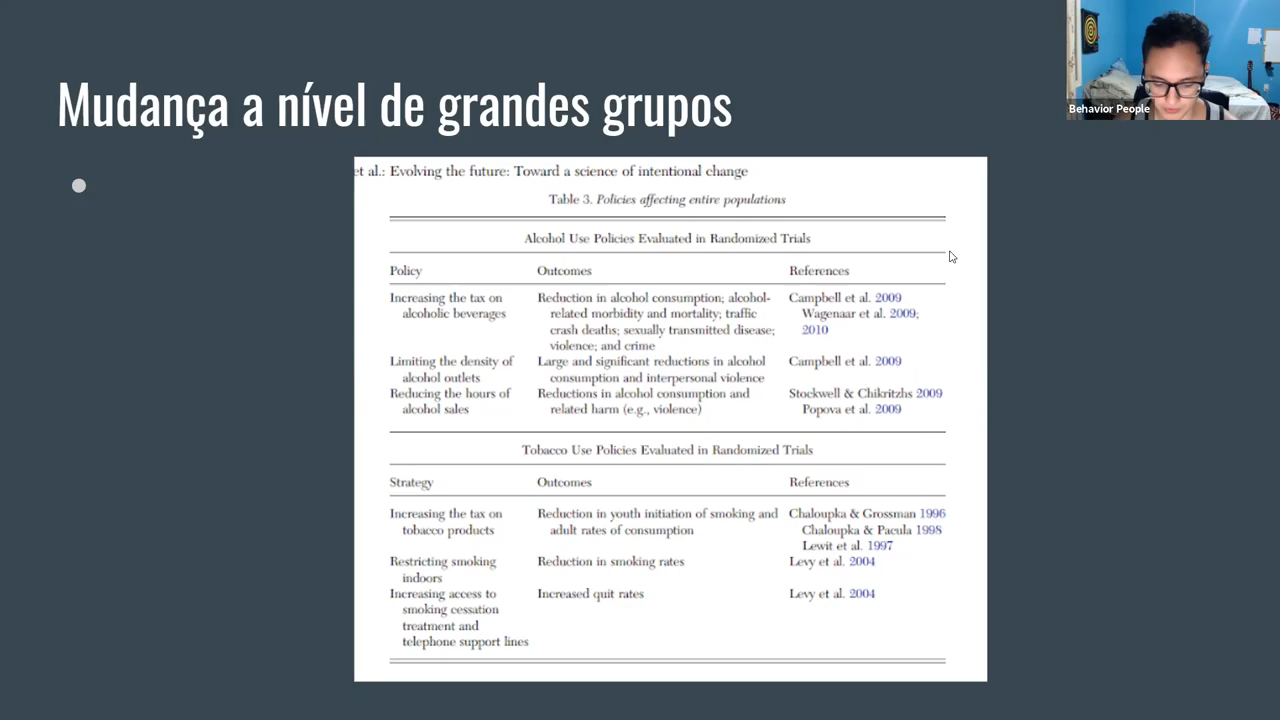 Mudança a nível de grandes grupos
Behavior People
et al.: Evolving the future: Toward a science of intentional change
Table 3. Policies affecting entire populations
Alcohol Use Policies Evaluated in Randomized Trials
Policy Outcomes References
Increasing the tax on Reduction in alcohol consumption; alcohol- Campbell et al. 2009
alcoholic beverages related morbidity and mortality; traffic Wagenaar et al. 2009;
crash deaths; sexually transmitted disease; 2010
violence; and crime
Limiting the density of Large and significant reductions in alcohol Campbell et al. 2009
alcohol outlets consumption and interpersonal violence
Reducing the hours of Reductions in alcohol consumption and Stockwell & Chikritzhs 2009
alcohol sales related harm (e.g., violence) Popova et al. 2009
Tobacco Use Policies Evaluated in Randomized Trials
Strategy Outcomes References
Increasing the tax on Reduction in youth initiation of smoking and Chaloupka & Grossman 1996
tobacco products adult rates of consumption Chaloupka & Pacula 1998
Lewit et al. 1997
Restricting smoking Reduction in smoking rates Levy et al. 2004
indoors
Increasing access to Increased quit rates Levy et al. 2004
smoking cessation
treatment and
telephone support lines